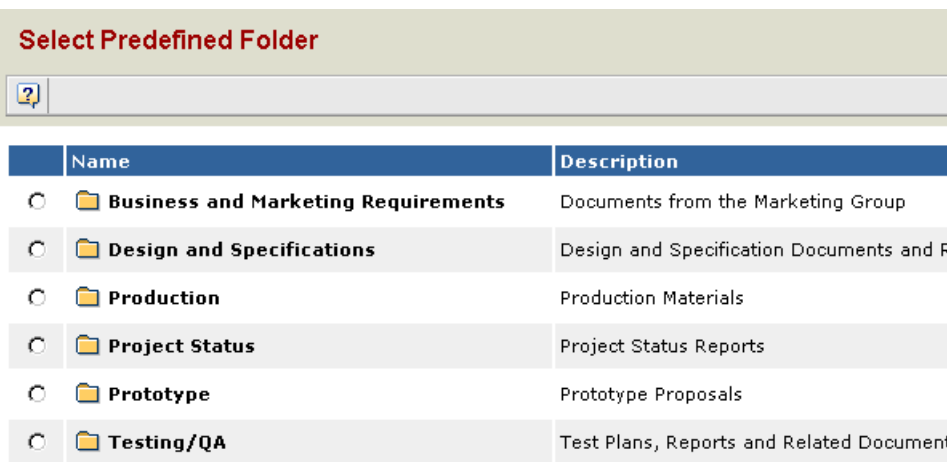 Select Predefined Folder
Name Description
Business and Marketing Requirements Documents from the Marketing Group
Design and Specifications Design and Specification Documents and
Production Production Materials
Project Status Project Status Reports
Prototype Prototype Proposals
Testing/QA Test Plans, Reports and Related